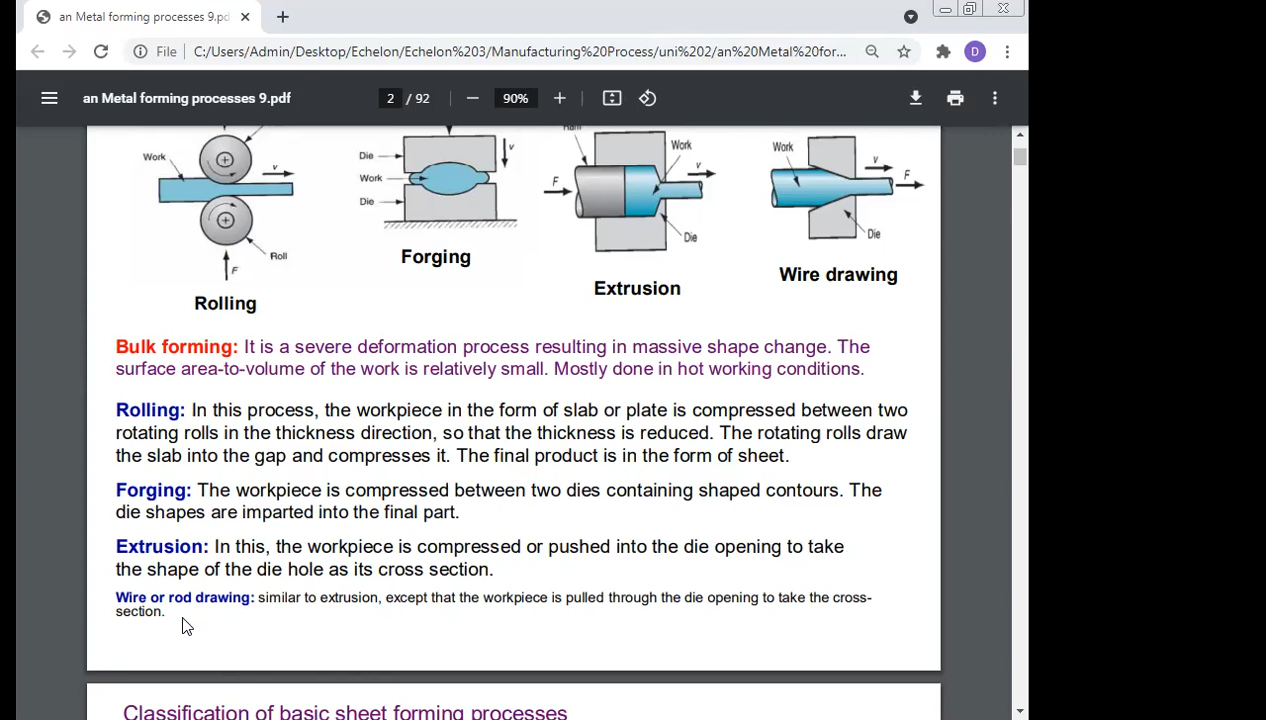 an Metal forming processes 9.pd
File
C:/Users/Admin/Desktop/Echelon/Echelon%203/Manufacturing%20Process/uni%202/an%20Metal%20for...
D
an Metal forming processes 9.pdf
2 / 92
90%
Work
v
Roll
F
Rolling
Die
Work
Die
v
Forging
Ram
Work
v
F
Die
Extrusion
Work
v
F
Die
Wire drawing
Bulk forming: It is a severe deformation process resulting in massive shape change. The
surface area-to-volume of the work is relatively small. Mostly done in hot working conditions.
Rolling: In this process, the workpiece in the form of slab or plate is compressed between two
rotating rolls in the thickness direction, so that the thickness is reduced. The rotating rolls draw
the slab into the gap and compresses it. The final product is in the form of sheet.
Forging: The workpiece is compressed between two dies containing shaped contours. The
die shapes are imparted into the final part.
Extrusion: In this, the workpiece is compressed or pushed into the die opening to take
the shape of the die hole as its cross section.
Wire or rod drawing: similar to extrusion, except that the workpiece is pulled through the die opening to take the cross-
section.
Classification of basic sheet forming processes